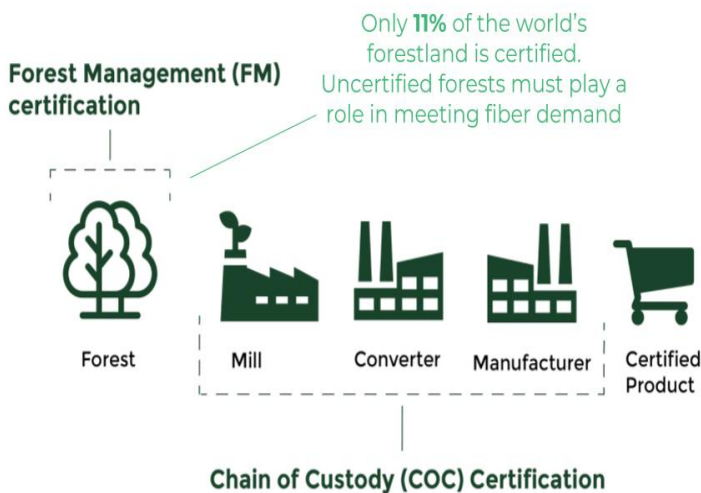 Only 11% of the world's
forestland is certified.
Uncertified forests must play a
role in meeting fiber demand
Forest Management (FM)
certification
Forest
Mill
Converter
Manufacturer
Certified
Product
Chain of Custody (COC) Certification